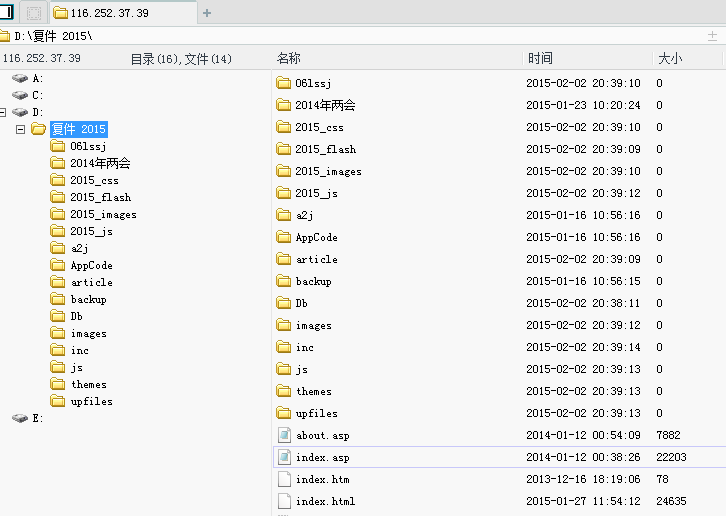 116.252.37.39
D:\复件 2015\
116.252.37.39 目录(16),文件(14) 名称 时间 大小
A:
C:
D:
复件 2015
06lssj
2014年两会
2015_css
2015_flash
2015_images
2015_js
a2j
AppCode
article
backup
Db
images
inc
js
themes
upfiles
E:
06lssj 2015-02-02 20:39:10 0
2014年两会 2015-01-23 10:20:24 0
2015_css 2015-02-02 20:39:10 0
2015_flash 2015-02-02 20:39:09 0
2015_images 2015-02-02 20:39:10 0
2015_js 2015-02-02 20:39:12 0
a2j 2015-01-16 10:56:16 0
AppCode 2015-01-16 10:56:16 0
article 2015-02-02 20:39:09 0
backup 2015-01-16 10:56:15 0
Db 2015-02-02 20:38:11 0
images 2015-02-02 20:39:12 0
inc 2015-02-02 20:39:14 0
js 2015-02-02 20:39:13 0
themes 2015-02-02 20:39:13 0
upfiles 2015-02-02 20:39:13 0
about.asp 2014-01-12 00:54:09 7882
index.asp 2014-01-12 00:38:26 22203
index.htm 2013-12-16 18:19:06 78
index.html 2015-01-27 11:54:12 24635